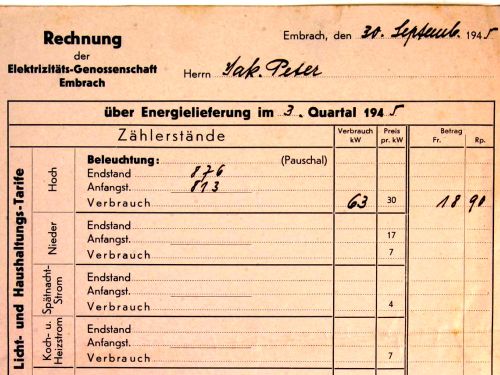 Rechnung
der
Elektrizitäts-Genossenschaft
Embrach
Embrach, den 30. Septemb. 1945
Herrn Jak. Peter
über Energielieferung im 3. Quartal 1945
Zählerstände
Verbrauch kW
Preis pr. kW
Betrag
Fr. Rp.
Licht- und Haushaltungs-Tarife
Hoch
Beleuchtung: (Pauschal)
Endstand 876
Anfangst. 813
Verbrauch 63 30 18 90
Nieder
Endstand
Anfangst. 17
Verbrauch 7
Spätnacht-Strom
Endstand
Anfangst.
Verbrauch 4
Koch- u. Heizstrom
Endstand
Anfangst.
Verbrauch 7